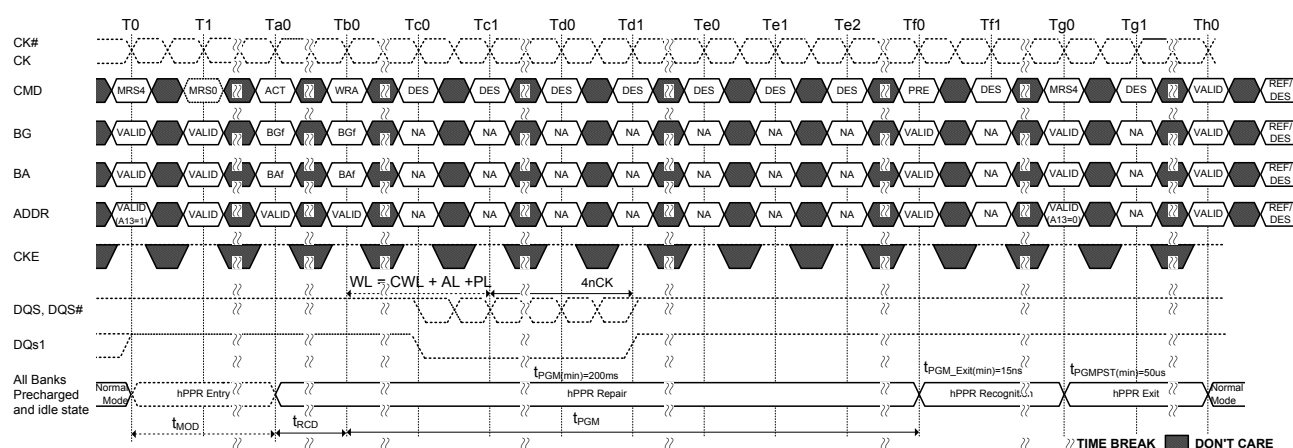 T0 T1 Ta0 Tb0 Tc0 Tc1 Td0 Td1 Te0 Te1 Te2 Tf0 Tf1 Tg0 Tg1 Th0
CK#
CK
CMD MRS4 MRS0 ACT WRA DES DES DES DES DES DES DES PRE DES MRS4 DES VALID REF/ DES
BG VALID VALID BGf BGf NA NA NA NA NA NA NA VALID NA VALID NA VALID REF/ DES
BA VALID VALID BAf BAf NA NA NA NA NA NA NA VALID NA VALID NA VALID REF/ DES
ADDR VALID (A13=1) VALID VALID VALID NA NA NA NA NA NA NA VALID NA VALID (A13=0) NA VALID REF/ DES
CKE
WL = CWL + AL +PL 4nCK
DQS, DQS#
DQs1
tPGM(min)=200ms tPGM_Exit(min)=15ns tPGMPST(min)=50us
All Banks
Precharged
and idle state
Normal Mode hPPR Entry hPPR Repair hPPR Recognition hPPR Exit Normal Mode
tMOD tRCD tPGM
TIME BREAK DON'T CARE